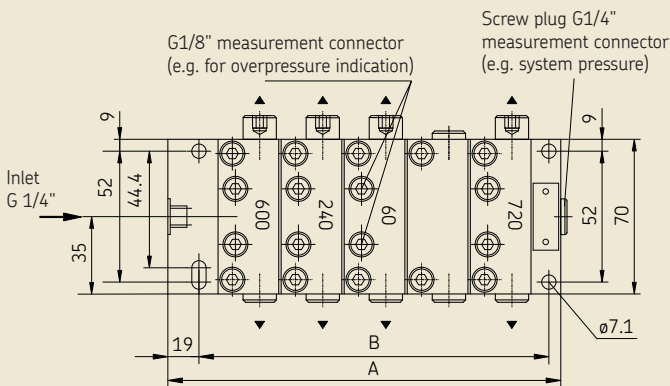 Screw plug G1/4"
measurement connector
(e.g. system pressure)
G1/8" measurement connector
(e.g. for overpressure indication)
9
9
Inlet
G 1/4"
52
44.4
35
600
240
60
720
52
70
ø7.1
19
B
A